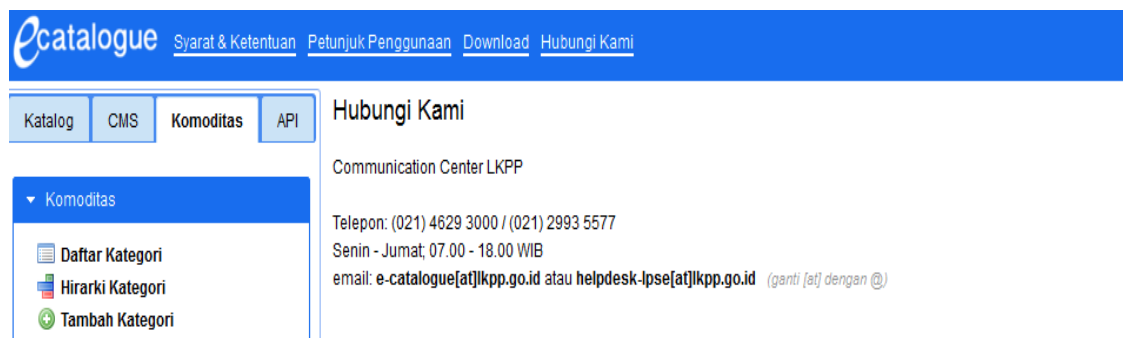 ecatalogue Syarat & Ketentuan Petunjuk Penggunaan Download Hubungi Kami
Katalog CMS Komoditas API
Komoditas
Daftar Kategori
Hirarki Kategori
Tambah Kategori
Hubungi Kami
Communication Center LKPP
Telepon: (021) 4629 3000 / (021) 2993 5577
Senin - Jumat; 07.00 - 18.00 WIB
email: e-catalogue[at]lkpp.go.id atau helpdesk-lpse[at]lkpp.go.id (ganti [at] dengan @)